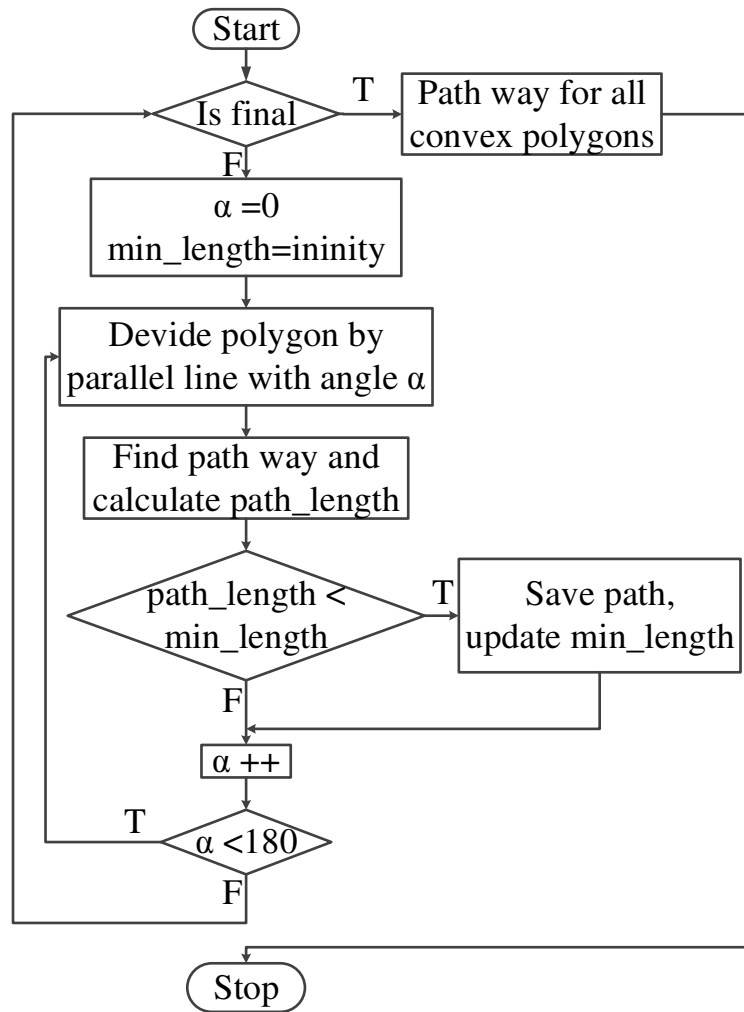 Start
Is final
T
Path way for all
convex polygons
F
α =0
min_length=ininity
Devide polygon by
parallel line with angle α
Find path way and
calculate path_length
path_length <
min_length
T
Save path,
update min_length
F
α ++
T
α <180
F
Stop